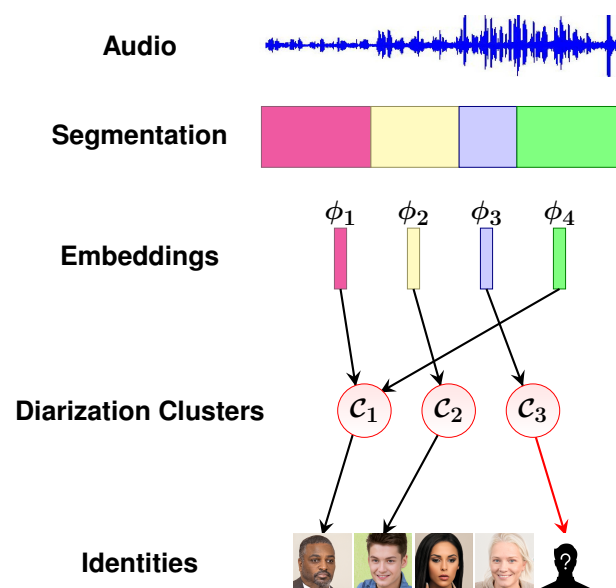 Audio
Segmentation
ϕ₁ ϕ₂ ϕ₃ ϕ₄
Embeddings
Diarization Clusters C₁ C₂ C₃
Identities ?